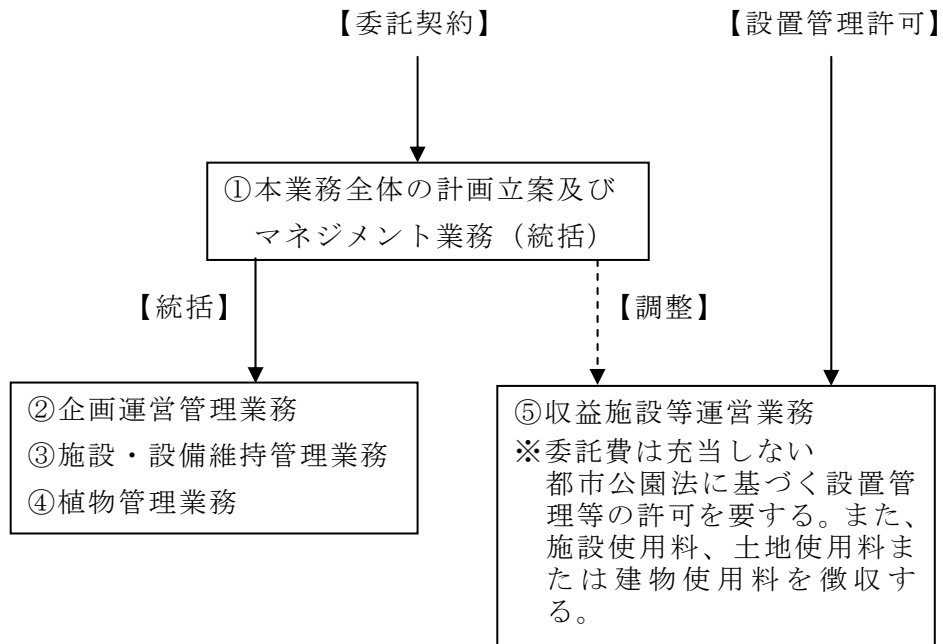 【委託契約】
【設置管理許可】
①本業務全体の計画立案及び
マネジメント業務（統括）
【統括】
【調整】
②企画運営管理業務
③施設・設備維持管理業務
④植物管理業務
⑤収益施設等運営業務
※委託費は充当しない
都市公園法に基づく設置管
理等の許可を要する。また、
施設使用料、土地使用料ま
たは建物使用料を徴収す
る。